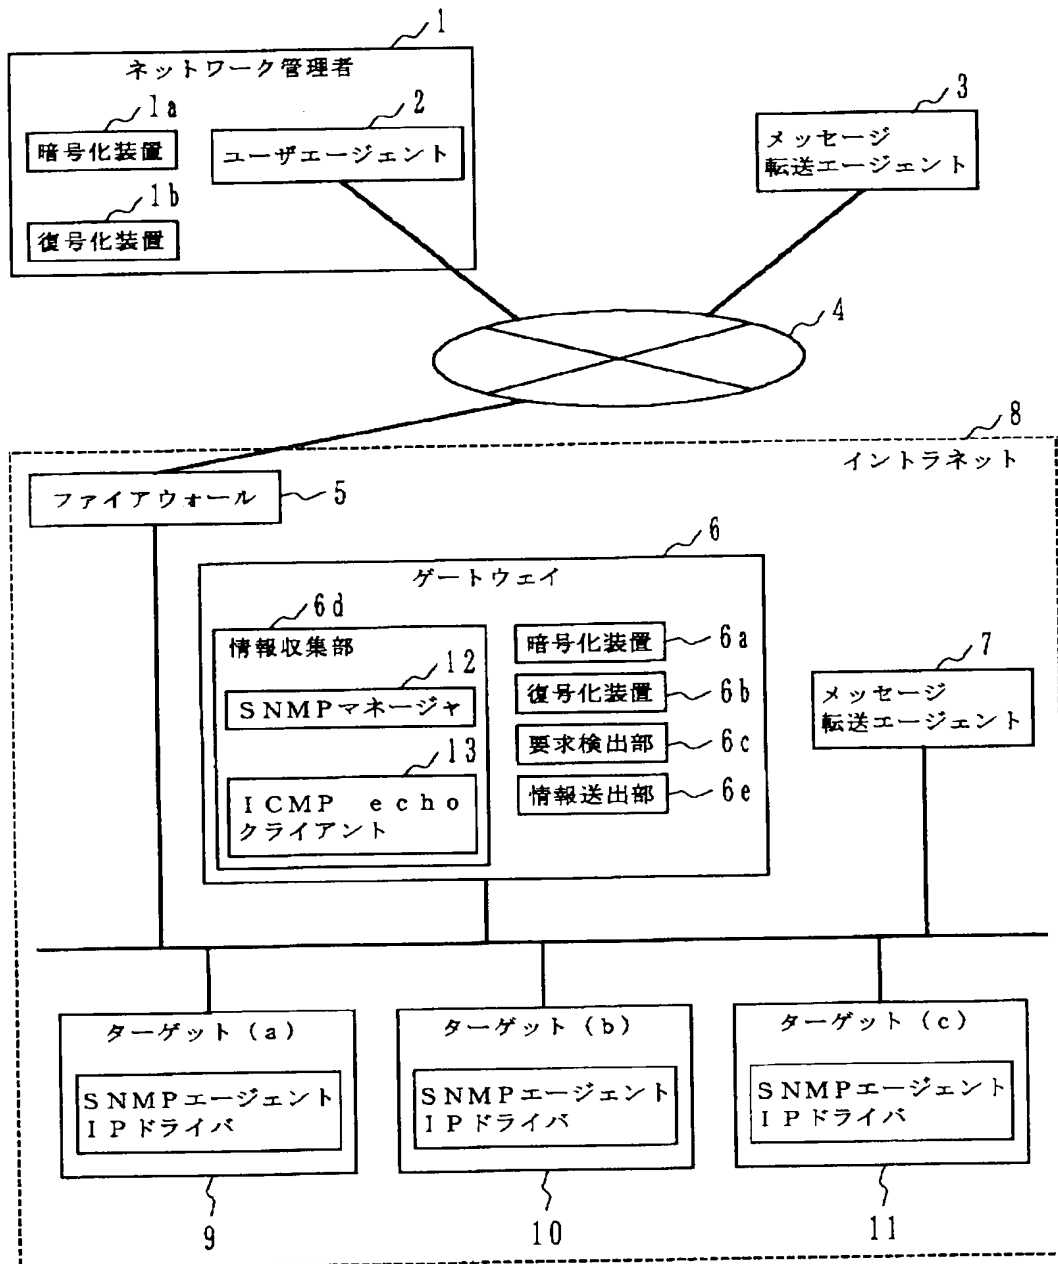 1
ネットワーク管理者
1a
2
3
暗号化装置
ユーザエージェント
メッセージ
転送エージェント
1b
復号化装置
4
8
イントラネット
ファイアウォール
5
6
ゲートウェイ
6d
情報収集部
暗号化装置
6a
12
7
SNMPマネージャ
復号化装置
6b
メッセージ
転送エージェント
要求検出部
6c
13
ICMP echo
クライアント
情報送出部
6e
ターゲット(a)
ターゲット(b)
ターゲット(c)
SNMPエージェント
IPドライバ
SNMPエージェント
IPドライバ
SNMPエージェント
IPドライバ
9
10
11